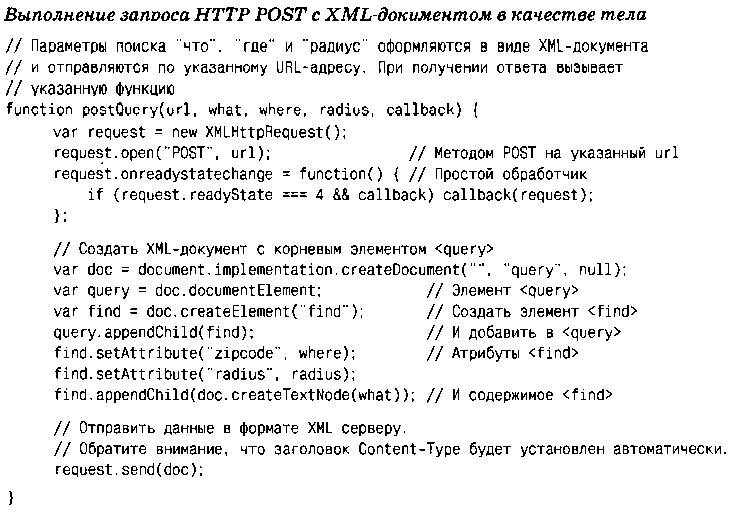 Выполнение запроса HTTP POST с XML-документом в качестве тела
// Параметры поиска "что", "где" и "радиус" оформляются в виде XML-документа
// и отправляются по указанному URL-адресу. При получении ответа вызывает
// указанную функцию
function postQuery(url, what, where, radius, callback) {
var request = new XMLHttpRequest();
request.open("POST", url); // Методом POST на указанный url
request.onreadystatechange = function() { // Простой обработчик
if (request.readyState === 4 && callback) callback(request);
};
// Создать XML-документ с корневым элементом <query>
var doc = document.implementation.createDocument("", "query", null);
var query = doc.documentElement; // Элемент <query>
var find = doc.createElement("find"); // Создать элемент <find>
query.appendChild(find); // И добавить в <query>
find.setAttribute("zipcode", where); // Атрибуты <find>
find.setAttribute("radius", radius);
find.appendChild(doc.createTextNode(what)); // И содержимое <find>
// Отправить данные в формате XML серверу.
// Обратите внимание, что заголовок Content-Type будет установлен автоматически.
request.send(doc);
}